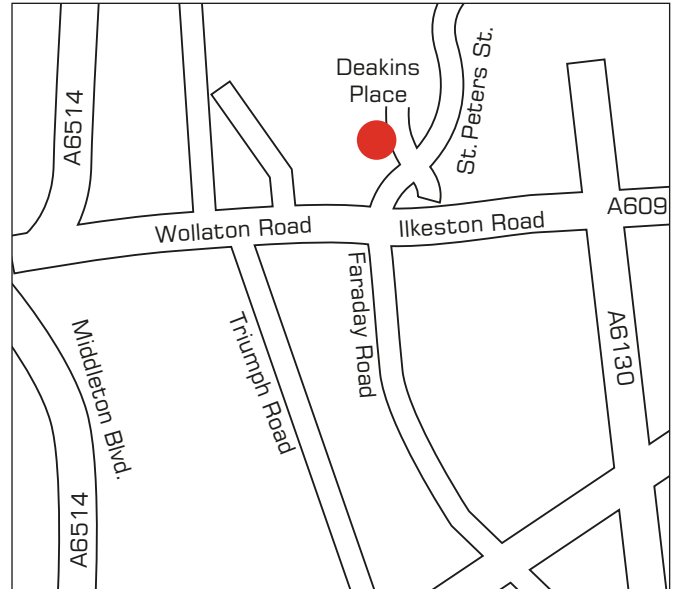 Deakins
Place
St. Peters St.
A6514
A609
Wollaton Road
Ilkeston Road
Faraday Road
Triumph Road
A6130
Middleton Blvd.
A6514